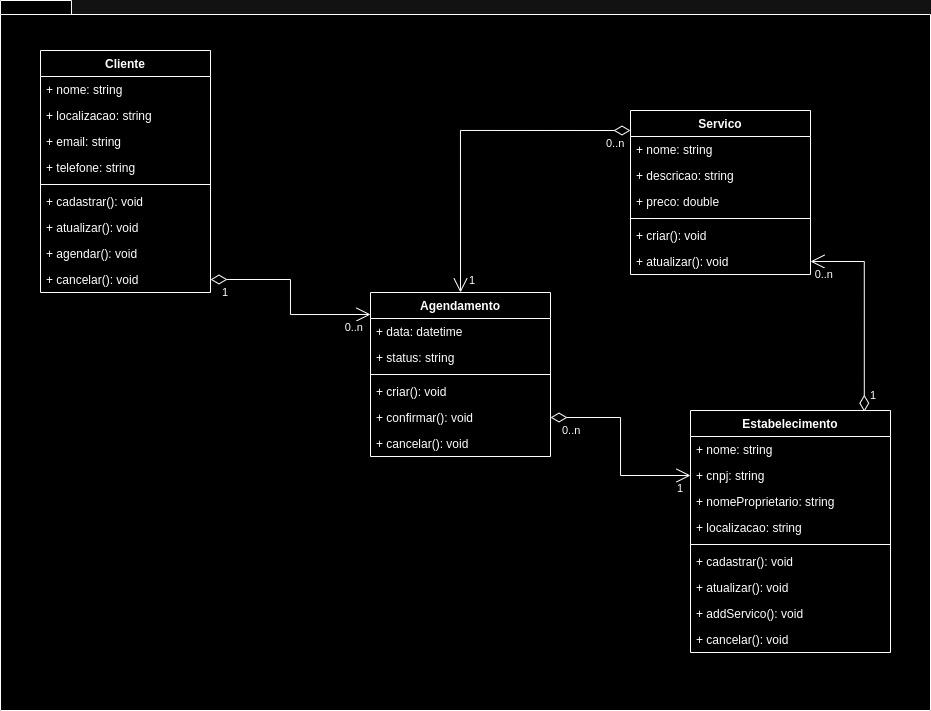 Cliente
+ nome: string
+ localizacao: string
+ email: string
+ telefone: string
+ cadastrar(): void
+ atualizar(): void
+ agendar(): void
+ cancelar(): void
1
0..n
Servico
+ nome: string
+ descricao: string
+ preco: double
+ criar(): void
+ atualizar(): void
0..n
1
0..n
1
Agendamento
+ data: datetime
+ status: string
+ criar(): void
+ confirmar(): void
+ cancelar(): void
0..n
1
Estabelecimento
+ nome: string
+ cnpj: string
+ nomeProprietario: string
+ localizacao: string
+ cadastrar(): void
+ atualizar(): void
+ addServico(): void
+ cancelar(): void